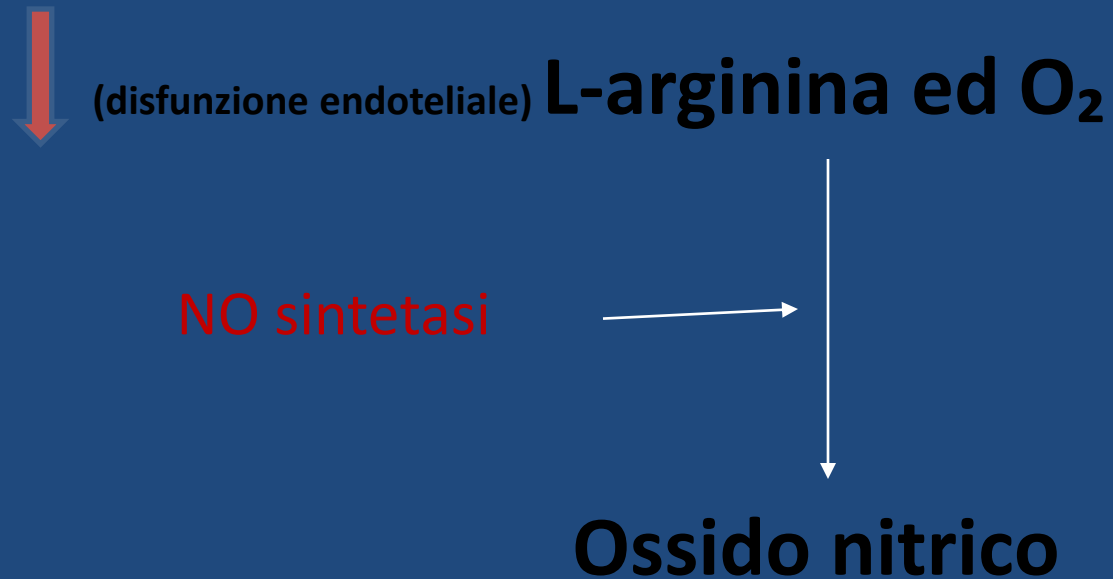 (disfunzione endoteliale) L-arginina ed O₂
NO sintetasi
Ossido nitrico